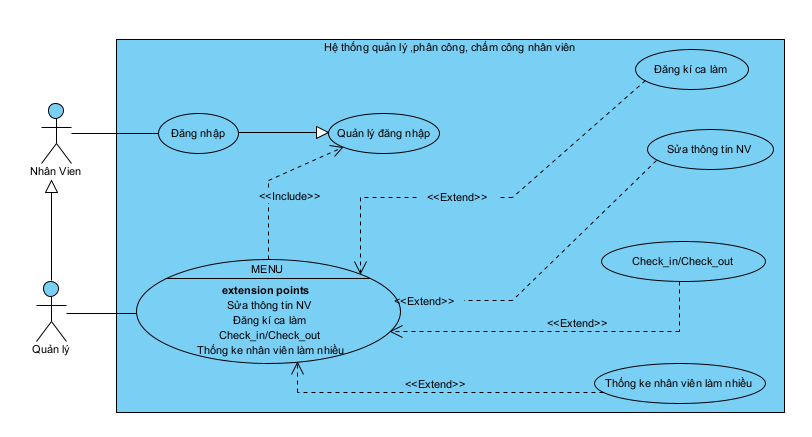 Hệ thống quản lý ,phân công, chấm công nhân viên
Đăng kí ca làm
Đăng nhập
Quản lý đăng nhập
Sửa thông tin NV
Nhân Vien
<<Include>>
<<Extend>>
Check_in/Check_out
MENU
extension points
Sửa thông tin NV
Đăng kí ca làm
Check_in/Check_out
Thống ke nhân viên làm nhiều
<<Extend>>
<<Extend>>
Quản lý
<<Extend>>
Thống ke nhân viên làm nhiều